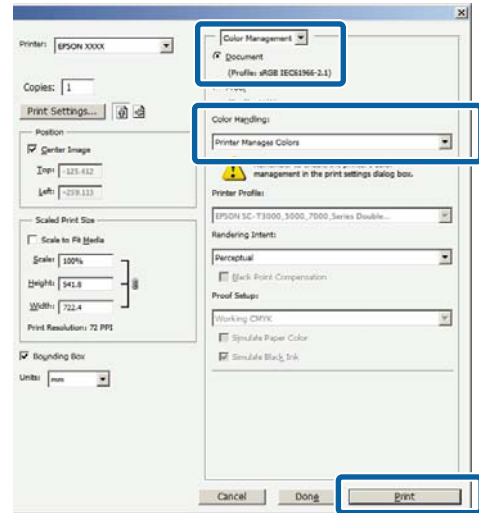 Printer: EPSON XXXX
Copies: 1
Print Settings...
Position
Center Image
Top: -125.412
Left: -259.113
Scaled Print Size
Scale to Fit Media
Scale: 100%
Height: 541.8
Width: 722.4
Print Resolution: 72 PPI
Bounding Box
Units: mm
Color Management
Document
(Profile: sRGB IEC61966-2.1)
Color Handling:
Printer Manages Colors
management in the print settings dialog box.
Printer Profile:
EPSON SC-T3000_5000_7000_Series Double...
Rendering Intent:
Perceptual
Black Point Compensation
Proof Setup:
Working CMYK
Simulate Paper Color
Simulate Black Ink
Cancel
Done
Print